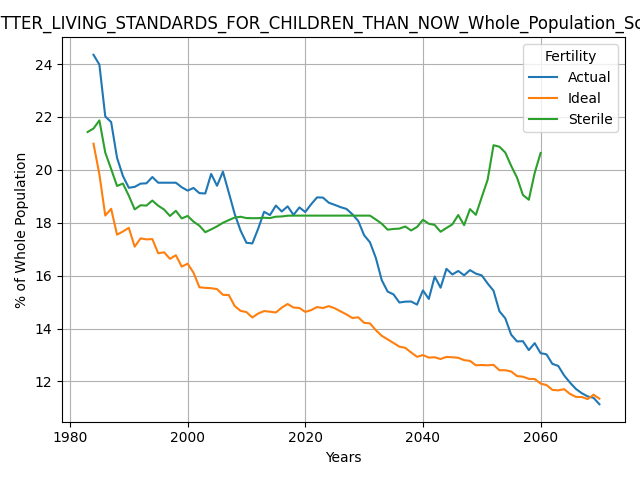 TTER_LIVING_STANDARDS_FOR_CHILDREN_THAN_NOW_Whole_Population_Sc
Fertility
Actual
Ideal
Sterile
24
22
20
18
16
14
12
% of Whole Population
1980
2000
2020
2040
2060
Years